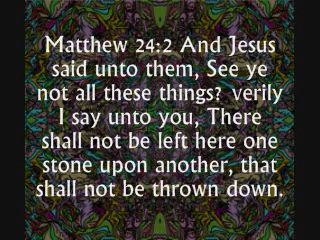 Matthew 24:2 And Jesus
said unto them, See ye
not all these things? verily
I say unto you, There
shall not be left here one
stone upon another, that
shall not be thrown down.